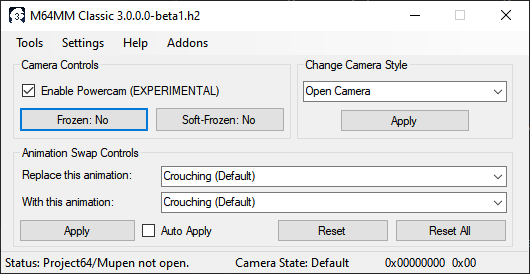 M64MM Classic 3.0.0.0-beta1.h2
Tools Settings Help Addons
Camera Controls
Enable Powercam (EXPERIMENTAL)
Frozen: No Soft-Frozen: No
Change Camera Style
Open Camera
Apply
Animation Swap Controls
Replace this animation: Crouching (Default)
With this animation: Crouching (Default)
Apply Auto Apply Reset Reset All
Status: Project64/Mupen not open. Camera State: Default 0x00000000 0x00